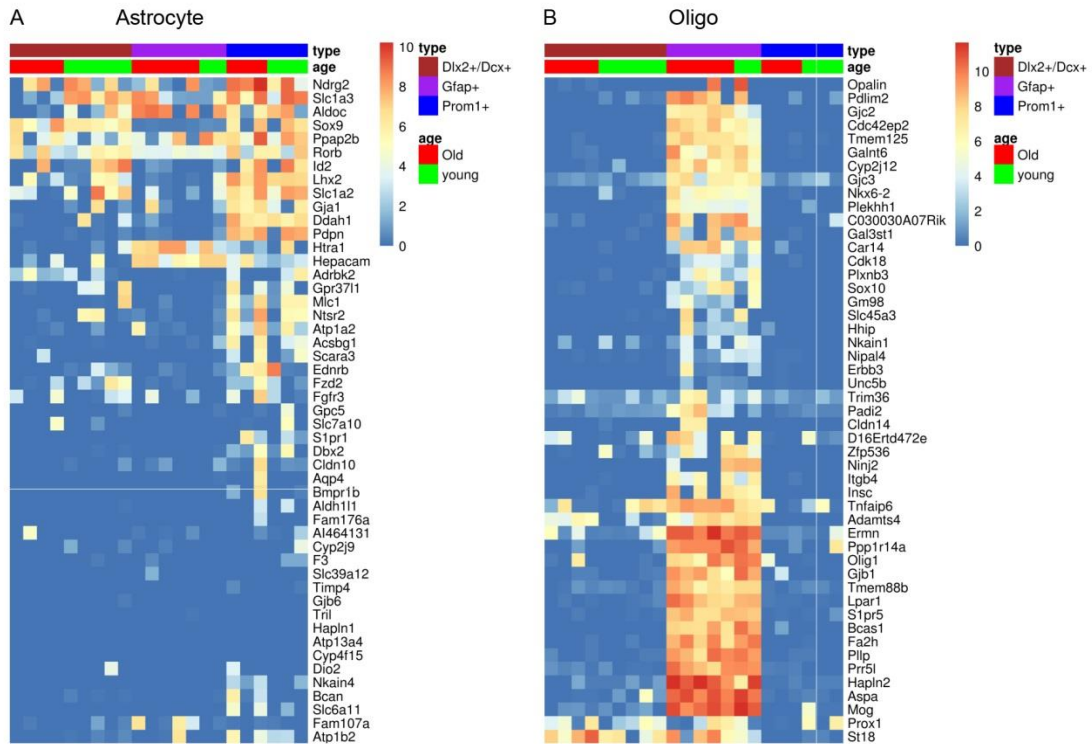 A Astrocyte
type
age
Ndrg2
Slc1a3
Aldoc
Sox9
Ppap2b
Rorb
Id2
Lhx2
Slc1a2
Gja1
Ddah1
Pdpn
Htra1
Hepacam
Adrbk2
Gpr37l1
Mlc1
Ntsr2
Atp1a2
Acsbg1
Scara3
Ednrb
Fzd2
Fgfr3
Gpc5
Slc7a10
S1pr1
Dbx2
Cldn10
Aqp4
Bmpr1b
Aldh1l1
Fam176a
AI464131
Cyp2j9
F3
Slc39a12
Timp4
Gjb6
Tril
Hapln1
Atp13a4
Cyp4f15
Dio2
Nkain4
Bcan
Slc6a11
Fam107a
Atp1b2
10
8
6
4
2
0
type
Dlx2+/Dcx+
Gfap+
Prom1+
age
Old
young
B Oligo
type
age
Opalin
Pdlim2
Gjc2
Cdc42ep2
Tmem125
Galnt6
Cyp2j12
Gjc3
Nkx6-2
Plekhh1
C030030A07Rik
Gal3st1
Car14
Cdk18
Plxnb3
Sox10
Gm98
Slc45a3
Hhip
Nkain1
Nipal4
Erbb3
Unc5b
Trim36
Padi2
Cldn14
D16Ertd472e
Zfp536
Ninj2
Itgb4
Insc
Tnfaip6
Adamts4
Ermn
Ppp1r14a
Olig1
Gjb1
Tmem88b
Lpar1
S1pr5
Bcas1
Fa2h
Pllp
Prr5l
Hapln2
Aspa
Mog
Prox1
St18
10
8
6
4
2
0
type
Dlx2+/Dcx+
Gfap+
Prom1+
age
Old
young